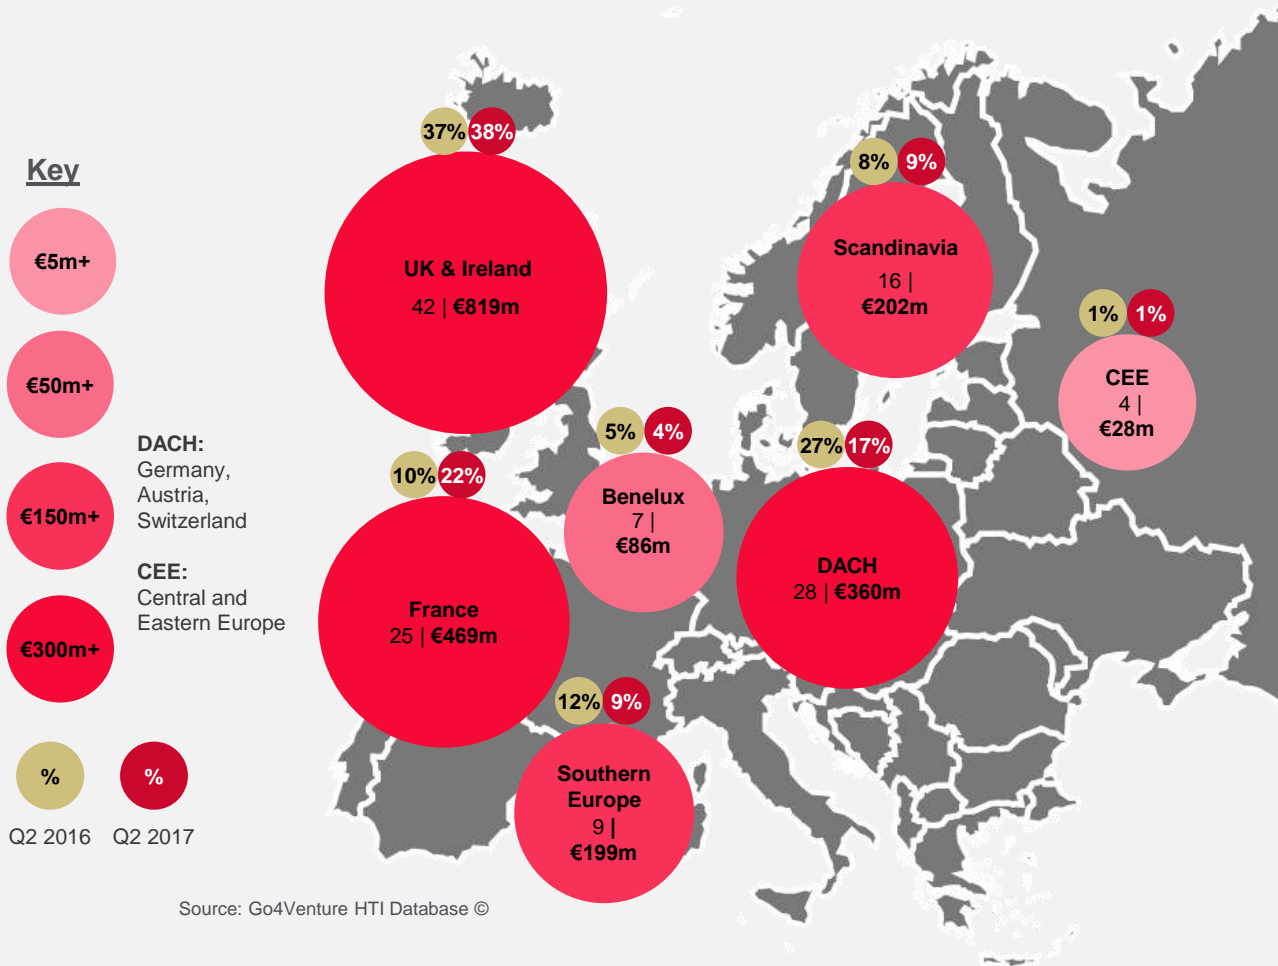 Key
€5m+
€50m+
€150m+
€300m+
%
%
Q2 2016
Q2 2017
DACH:
Germany,
Austria,
Switzerland
CEE:
Central and
Eastern Europe
37%
38%
UK & Ireland
42 | €819m
8%
9%
Scandinavia
16 |
€202m
1%
1%
CEE
4 |
€28m
5%
4%
Benelux
7 |
€86m
27%
17%
DACH
28 | €360m
10%
22%
France
25 | €469m
12%
9%
Southern
Europe
9 |
€199m
Source: Go4Venture HTI Database ©